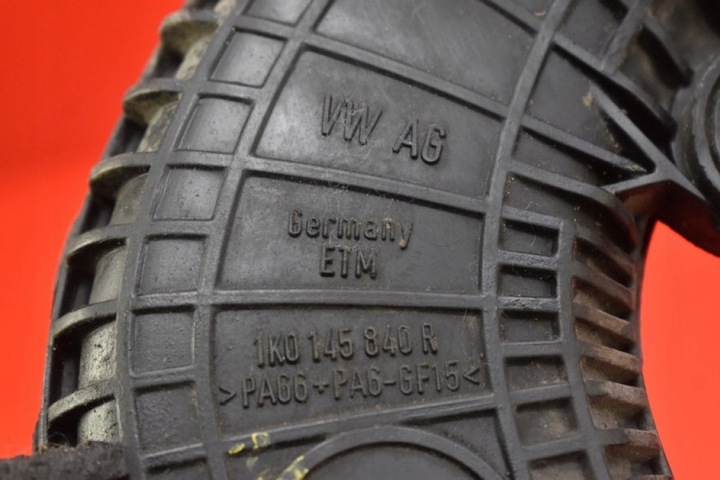 VW AG
Germany
ETM
1K0 145 840 R
>PA66+PA6-GF15<